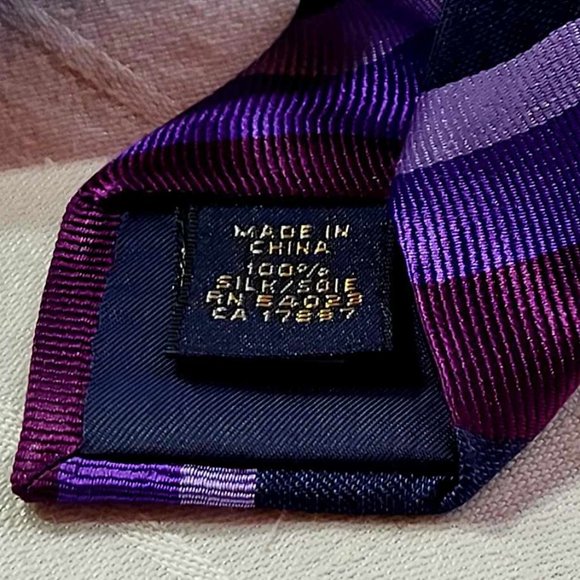 MADE IN
CHINA
100%
SILK/SOIE
RN 54023
CA 17887